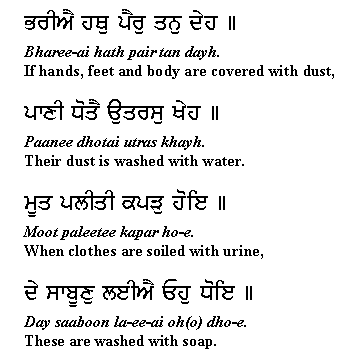 ਭਰੀਐ ਹਥੁ ਪੈਰੁ ਤਨੁ ਦੇਹ ॥
Bharee-ai hath pair tan dayh.
If hands, feet and body are covered with dust,
ਪਾਣੀ ਧੋਤੈ ਉਤਰਸੁ ਖੇਹ ॥
Paanee dhotai utras khayh.
Their dust is washed with water.
ਮੂਤ ਪਲੀਤੀ ਕਪੜੁ ਹੋਇ ॥
Moot paleetee kapar ho-e.
When clothes are soiled with urine,
ਦੇ ਸਾਬੂਣੁ ਲਈਐ ਓਹੁ ਧੋਇ ॥
Day saaboon la-ee-ai oh(o) dho-e.
These are washed with soap.